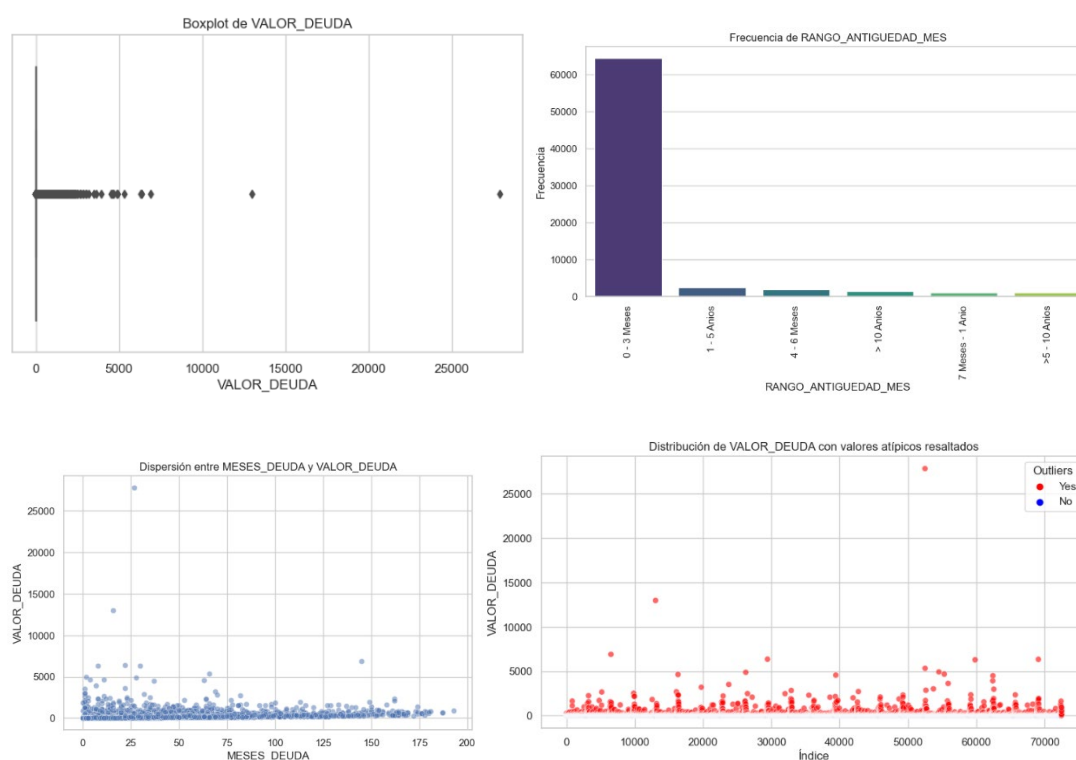 Boxplot de VALOR_DEUDA
0
5000
10000
15000
20000
25000
VALOR_DEUDA
Frecuencia de RANGO_ANTIGUEDAD_MES
Frecuencia
60000
50000
40000
30000
20000
10000
0
0 - 3 Meses
1 - 5 Anios
4 - 6 Meses
> 10 Anios
7 Meses - 1 Anio
>5 - 10 Anios
RANGO_ANTIGUEDAD_MES
Dispersión entre MESES_DEUDA y VALOR_DEUDA
VALOR_DEUDA
25000
20000
15000
10000
5000
0
0
25
50
75
100
125
150
175
200
MESES_DEUDA
Distribución de VALOR_DEUDA con valores atípicos resaltados
Outliers
Yes
No
VALOR_DEUDA
25000
20000
15000
10000
5000
0
0
10000
20000
30000
40000
50000
60000
70000
Índice